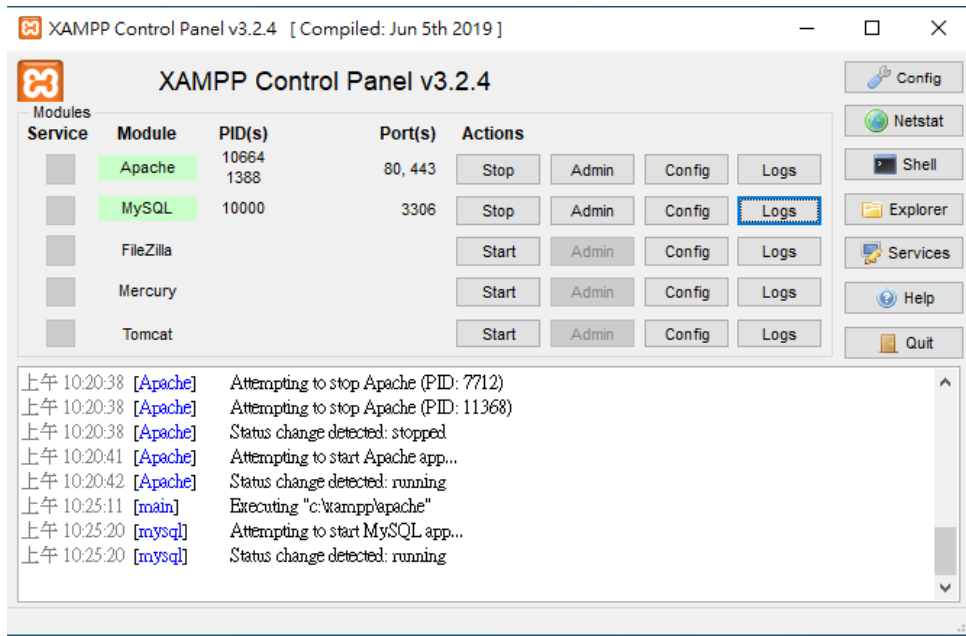 XAMPP Control Panel v3.2.4 [ Compiled: Jun 5th 2019 ]
XAMPP Control Panel v3.2.4
Config
Modules
Netstat
Service Module PID(s) Port(s) Actions
Apache 10664 1388 80, 443 Stop Admin Config Logs
Shell
MySQL 10000 3306 Stop Admin Config Logs
Explorer
FileZilla Start Admin Config Logs
Services
Mercury Start Admin Config Logs
Help
Tomcat Start Admin Config Logs
Quit
上午 10:20:38 [Apache] Attempting to stop Apache (PID: 7712)
上午 10:20:38 [Apache] Attempting to stop Apache (PID: 11368)
上午 10:20:38 [Apache] Status change detected: stopped
上午 10:20:41 [Apache] Attempting to start Apache app...
上午 10:20:42 [Apache] Status change detected: running
上午 10:25:11 [main] Executing "c:\xampp\apache"
上午 10:25:20 [mysql] Attempting to start MySQL app...
上午 10:25:20 [mysql] Status change detected: running